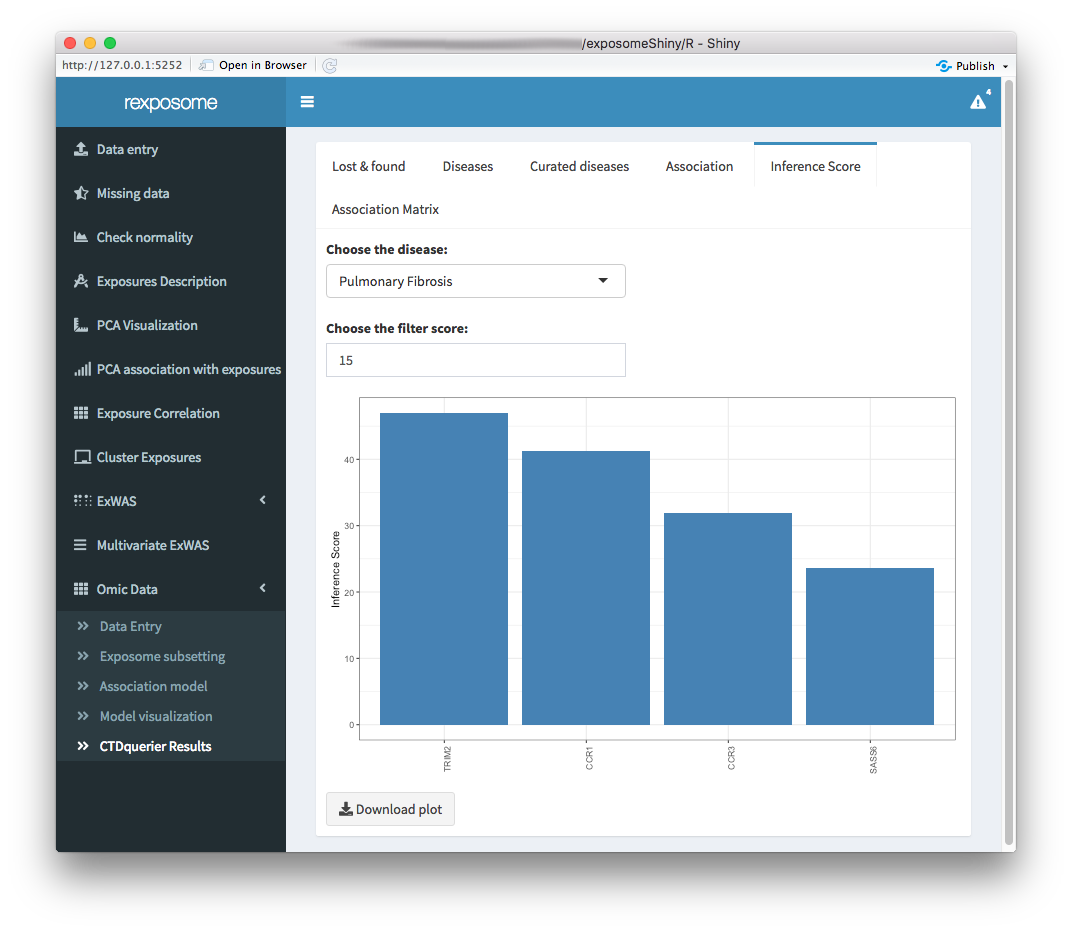 /exposomeShiny/R - Shiny
http://127.0.0.1:5252 Open in Browser Publish
rexposome 4
Data entry
Missing data
Check normality
Exposures Description
PCA Visualization
PCA association with exposures
Exposure Correlation
Cluster Exposures
ExWAS
Multivariate ExWAS
Omic Data
Data Entry
Exposome subsetting
Association model
Model visualization
CTDquerier Results
Lost & found Diseases Curated diseases Association Inference Score
Association Matrix
Choose the disease:
Pulmonary Fibrosis
Choose the filter score:
15
Inference Score
40
30
20
10
0
TRIM2 CCR1 CCR3 SASS6
Download plot